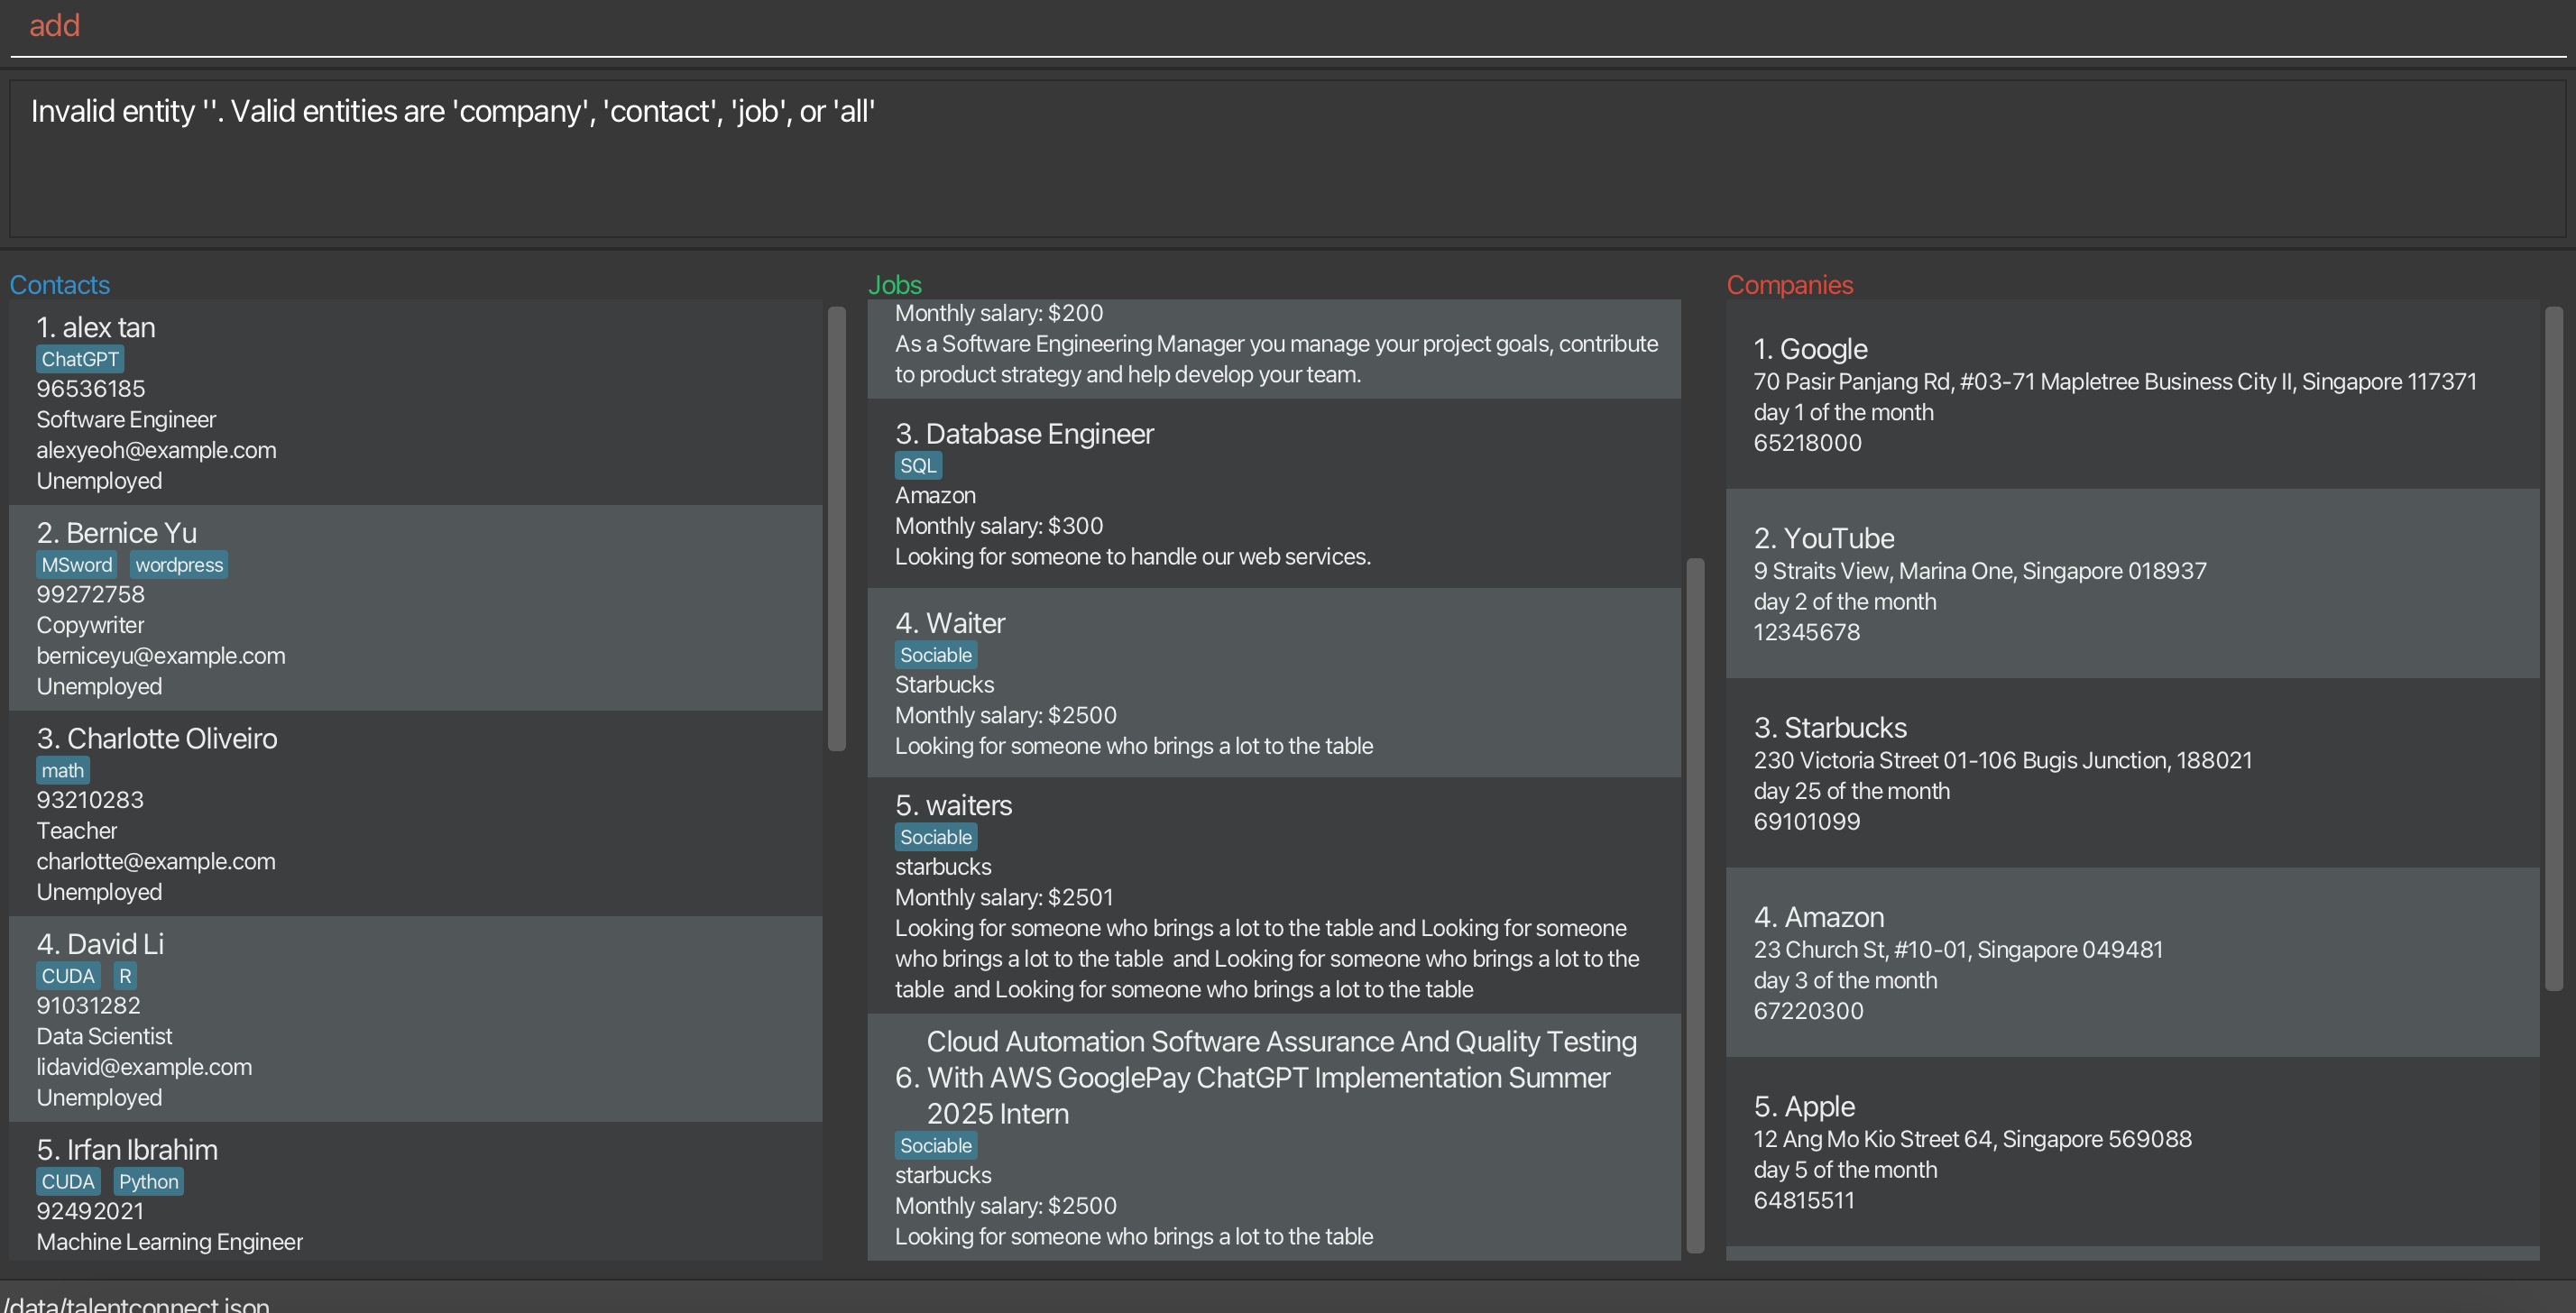 add
Invalid entity ''. Valid entities are 'company', 'contact', 'job', or 'all'
Contacts
1. alex tan
ChatGPT
96536185
Software Engineer
alexyeoh@example.com
Unemployed
2. Bernice Yu
MSword wordpress
99272758
Copywriter
berniceyu@example.com
Unemployed
3. Charlotte Oliveiro
math
93210283
Teacher
charlotte@example.com
Unemployed
4. David Li
CUDA R
91031282
Data Scientist
lidavid@example.com
Unemployed
5. Irfan Ibrahim
CUDA Python
92492021
Machine Learning Engineer
Jobs
Monthly salary: $200
As a Software Engineering Manager you manage your project goals, contribute
to product strategy and help develop your team.
3. Database Engineer
SQL
Amazon
Monthly salary: $300
Looking for someone to handle our web services.
4. Waiter
Sociable
Starbucks
Monthly salary: $2500
Looking for someone who brings a lot to the table
5. waiters
Sociable
starbucks
Monthly salary: $2501
Looking for someone who brings a lot to the table and Looking for someone
who brings a lot to the table  and Looking for someone who brings a lot to the
table  and Looking for someone who brings a lot to the table
Cloud Automation Software Assurance And Quality Testing
6. With AWS GooglePay ChatGPT Implementation Summer
2025 Intern
Sociable
starbucks
Monthly salary: $2500
Looking for someone who brings a lot to the table
Companies
1. Google
70 Pasir Panjang Rd, #03-71 Mapletree Business City II, Singapore 117371
day 1 of the month
65218000
2. YouTube
9 Straits View, Marina One, Singapore 018937
day 2 of the month
12345678
3. Starbucks
230 Victoria Street 01-106 Bugis Junction, 188021
day 25 of the month
69101099
4. Amazon
23 Church St, #10-01, Singapore 049481
day 3 of the month
67220300
5. Apple
12 Ang Mo Kio Street 64, Singapore 569088
day 5 of the month
64815511
/data/talentconnect.json